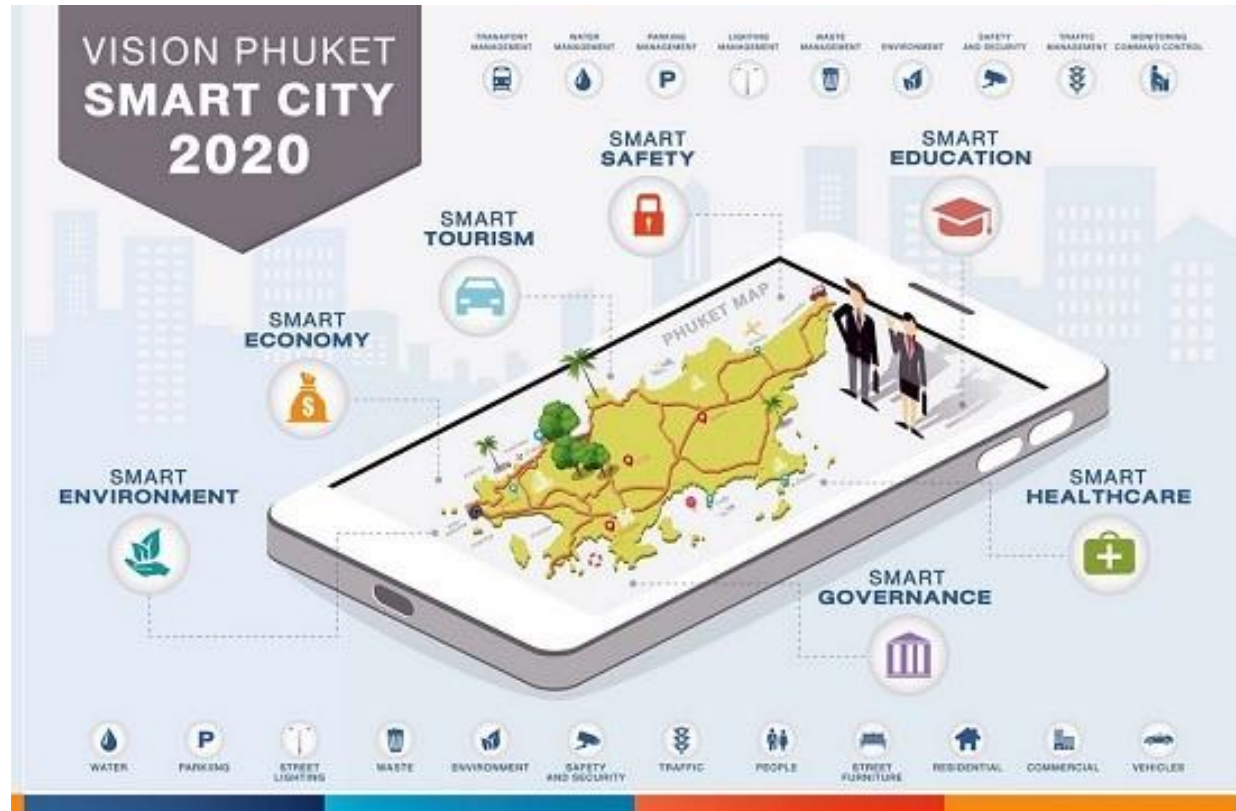 VISION PHUKET
SMART CITY
2020
TRANSPORT
MANAGEMENT
WATER
MANAGEMENT
PARKING
MANAGEMENT
LIGHTING
MANAGEMENT
WASTE
MANAGEMENT
ENVIRONMENT
SAFETY
AND SECURITY
TRAFFIC
MANAGEMENT
MONITORING
COMMAND CONTROL
P
SMART
SAFETY
SMART
EDUCATION
SMART
TOURISM
SMART
ECONOMY
$
PHUKET MAP
SMART
ENVIRONMENT
SMART
HEALTHCARE
SMART
GOVERNANCE
P
WATER
PARKING
STREET
LIGHTING
WASTE
ENVIRONMENT
SAFETY
AND SECURITY
TRAFFIC
PEOPLE
STREET
FURNITURE
RESIDENTIAL
COMMERCIAL
VEHICLES